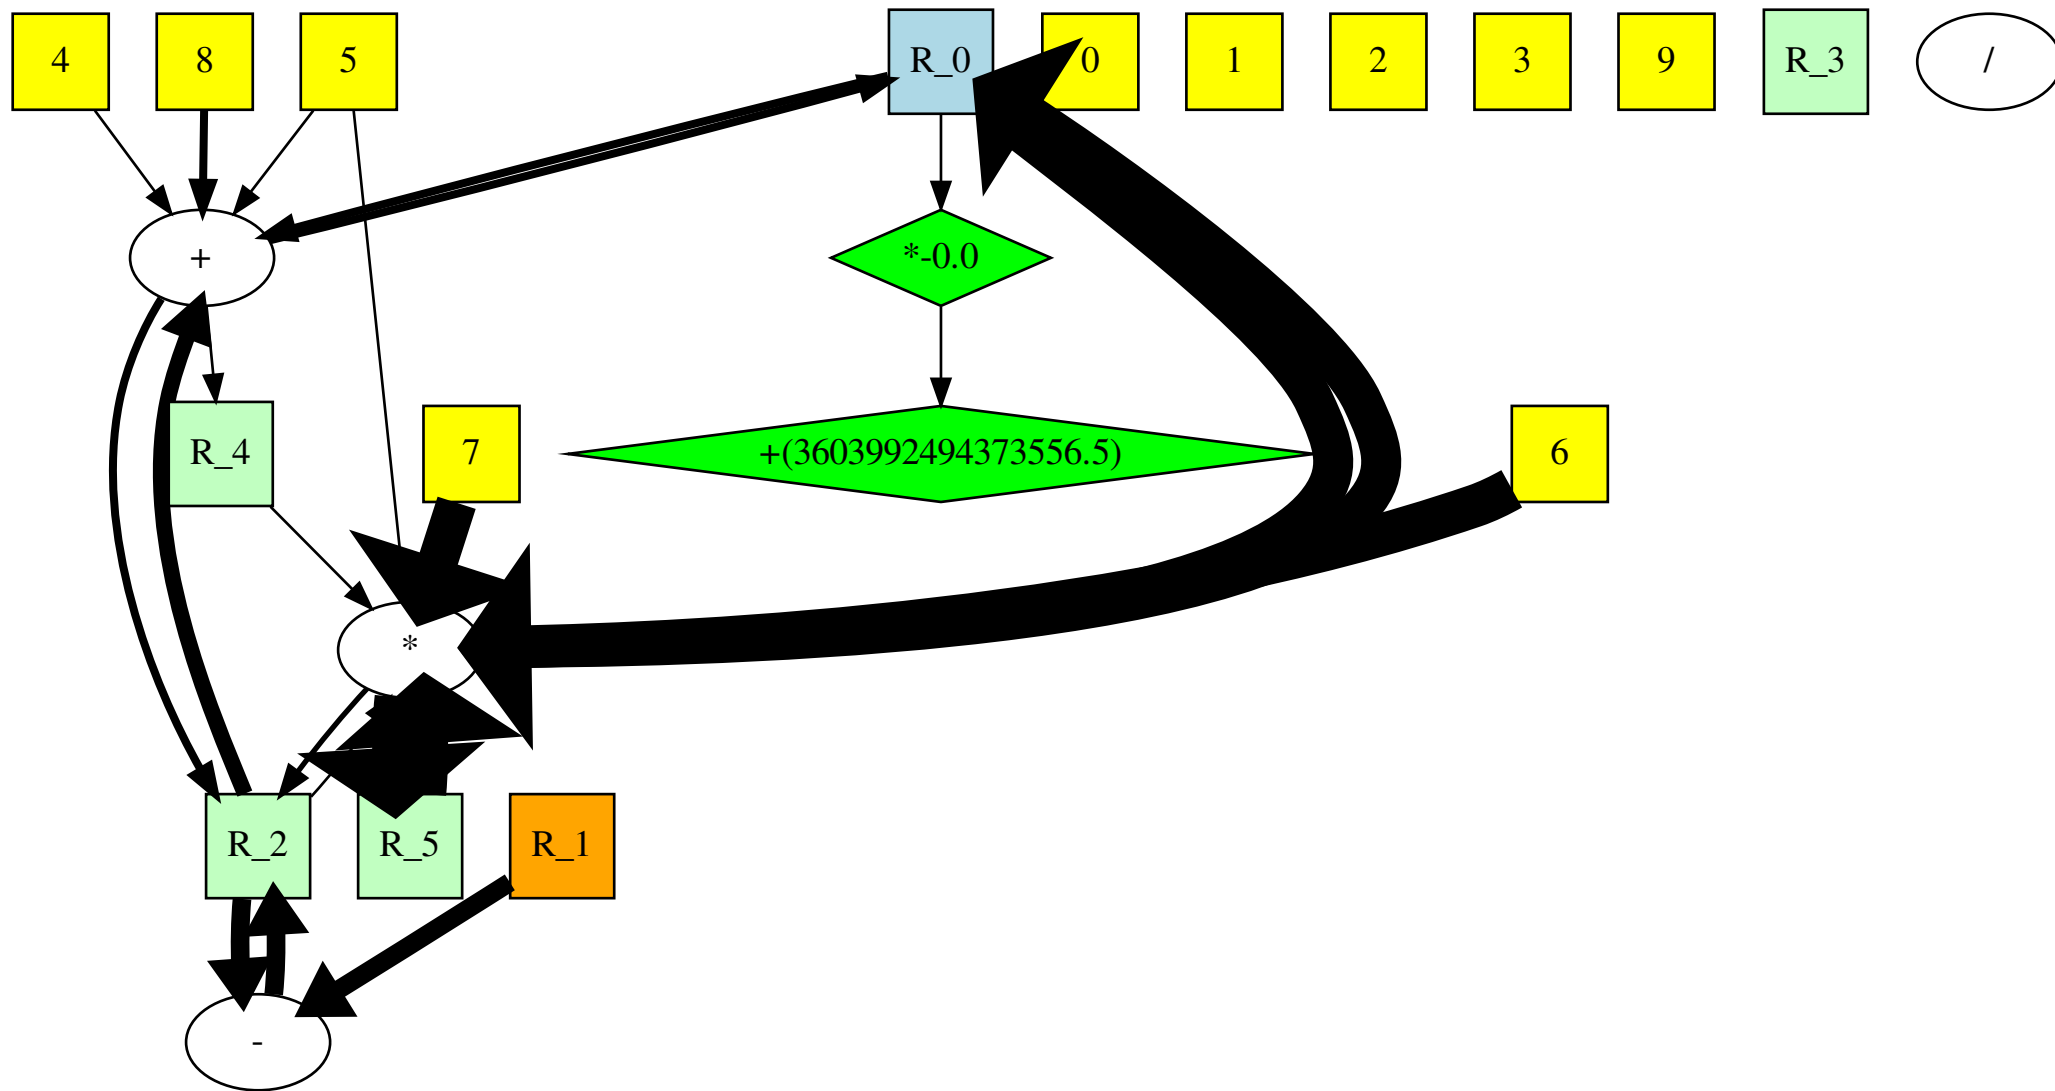 4 8 5 R_0 0 1 2 3 9 R_3 /
+ *-0.0
R_4 7 +(3603992494373556.5) 6
*
R_2 R_5 R_1
-